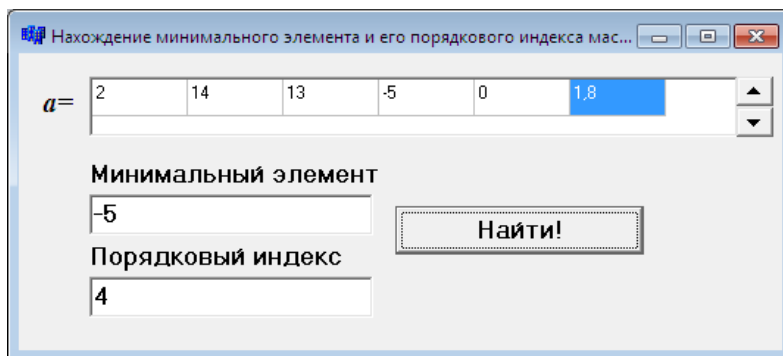 Нахождение минимального элемента и его порядкового индекса мас...
a= 2 14 13 -5 0 1,8
Минимальный элемент
-5
Найти!
Порядковый индекс
4